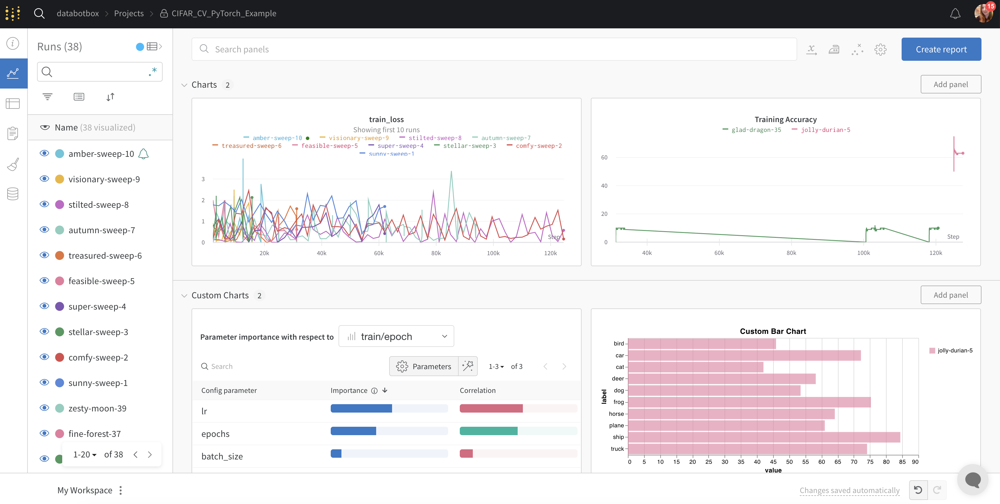 databotbox > Projects > CIFAR_CV_PyTorch_Example
15
Runs (38)
.*
Name (38 visualized)
amber-sweep-10
visionary-sweep-9
stilted-sweep-8
autumn-sweep-7
treasured-sweep-6
feasible-sweep-5
super-sweep-4
stellar-sweep-3
comfy-sweep-2
sunny-sweep-1
zesty-moon-39
fine-forest-37
1-20 of 38 < >
Search panels
Create report
Charts 2
Add panel
train_loss
Showing first 10 runs
amber-sweep-10 visionary-sweep-9 stilted-sweep-8 autumn-sweep-7
treasured-sweep-6 feasible-sweep-5 super-sweep-4 stellar-sweep-3 comfy-sweep-2
sunny-sweep-1
3
2
1
0
Step
20k 40k 60k 80k 100k 120k
Training Accuracy
glad-dragon-35 jolly-durian-5
60
40
20
0
Step
40k 60k 80k 100k 120k
Custom Charts 2
Add panel
Parameter importance with respect to train/epoch
Search
Parameters
1-3 of 3 < >
Config parameter Importance Correlation
lr
epochs
batch_size
Custom Bar Chart
jolly-durian-5
label
bird
car
cat
deer
dog
frog
horse
plane
ship
truck
0 5 10 15 20 25 30 35 40 45 50 55 60 65 70 75 80 85 90
value
My Workspace
Changes saved automatically